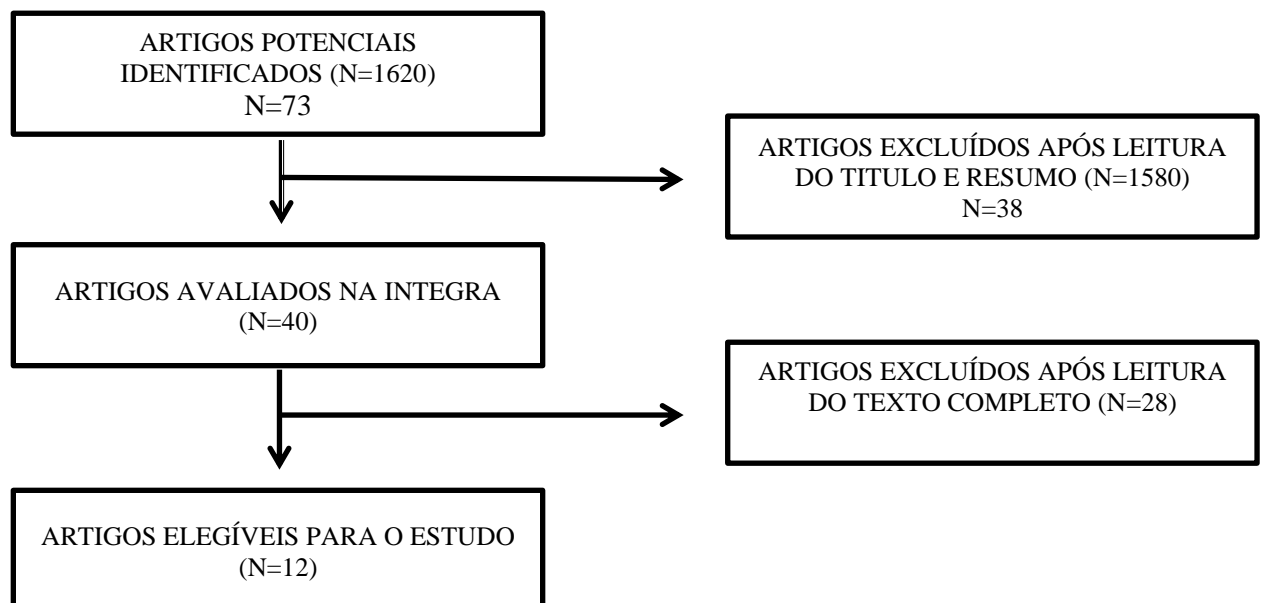 ARTIGOS POTENCIAIS
IDENTIFICADOS (N=1620)
N=73
ARTIGOS EXCLUÍDOS APÓS LEITURA
DO TITULO E RESUMO (N=1580)
N=38
ARTIGOS AVALIADOS NA INTEGRA
(N=40)
ARTIGOS EXCLUÍDOS APÓS LEITURA
DO TEXTO COMPLETO (N=28)
ARTIGOS ELEGÍVEIS PARA O ESTUDO
(N=12)